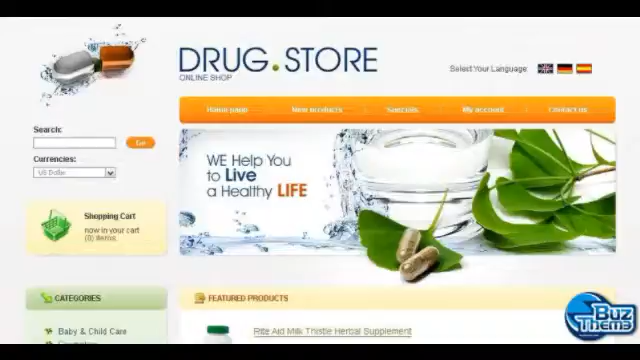 DRUG.STORE
ONLINE SHOP
Select Your Language:
Home page
New products
Specials
My account
Contact us
Search:
Go
Currencies:
US Dollar
WE Help You
to Live
a Healthy LIFE
Shopping Cart
now in your cart
(0) items
CATEGORIES
FEATURED PRODUCTS
Baby & Child Care
Rite Aid Milk Thistle Herbal Supplement
Buz
Them3